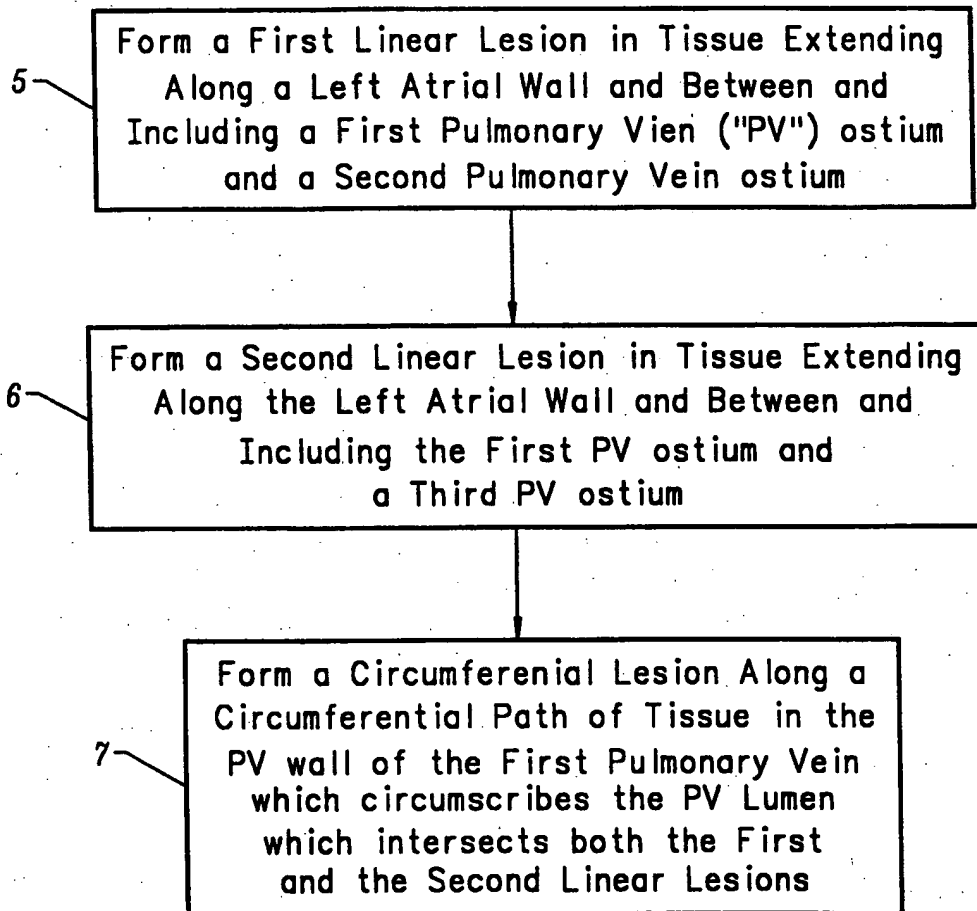 Form a First Linear Lesion in Tissue Extending
5
Along a Left Atrial Wall and Between and
Including a First Pulmonary Vien ("PV") ostium
and a Second Pulmonary Vein ostium
Form a Second Linear Lesion in Tissue Extending
6
Along the Left Atrial Wall and Between and
Including the First PV ostium and
a Third PV ostium
Form a Circumferenial Lesion Along a
Circumferential Path of Tissue in the
7
PV wall of the First Pulmonary Vein
which circumscribes the PV Lumen
which intersects both the First
and the Second Linear Lesions